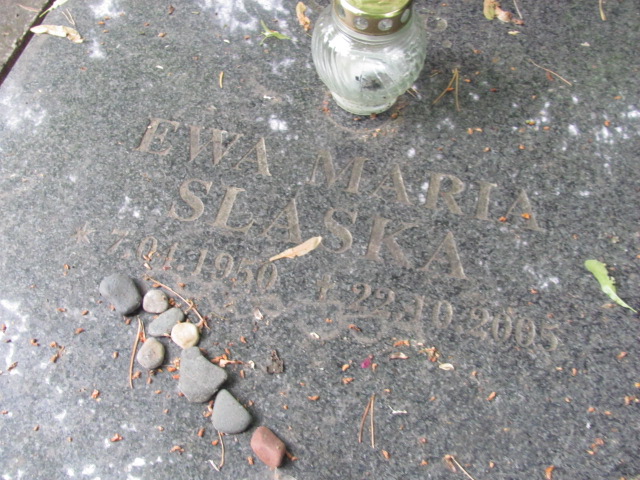 EWA MARIA
SLASKA
* 7.01.1950 † 22.10.2005